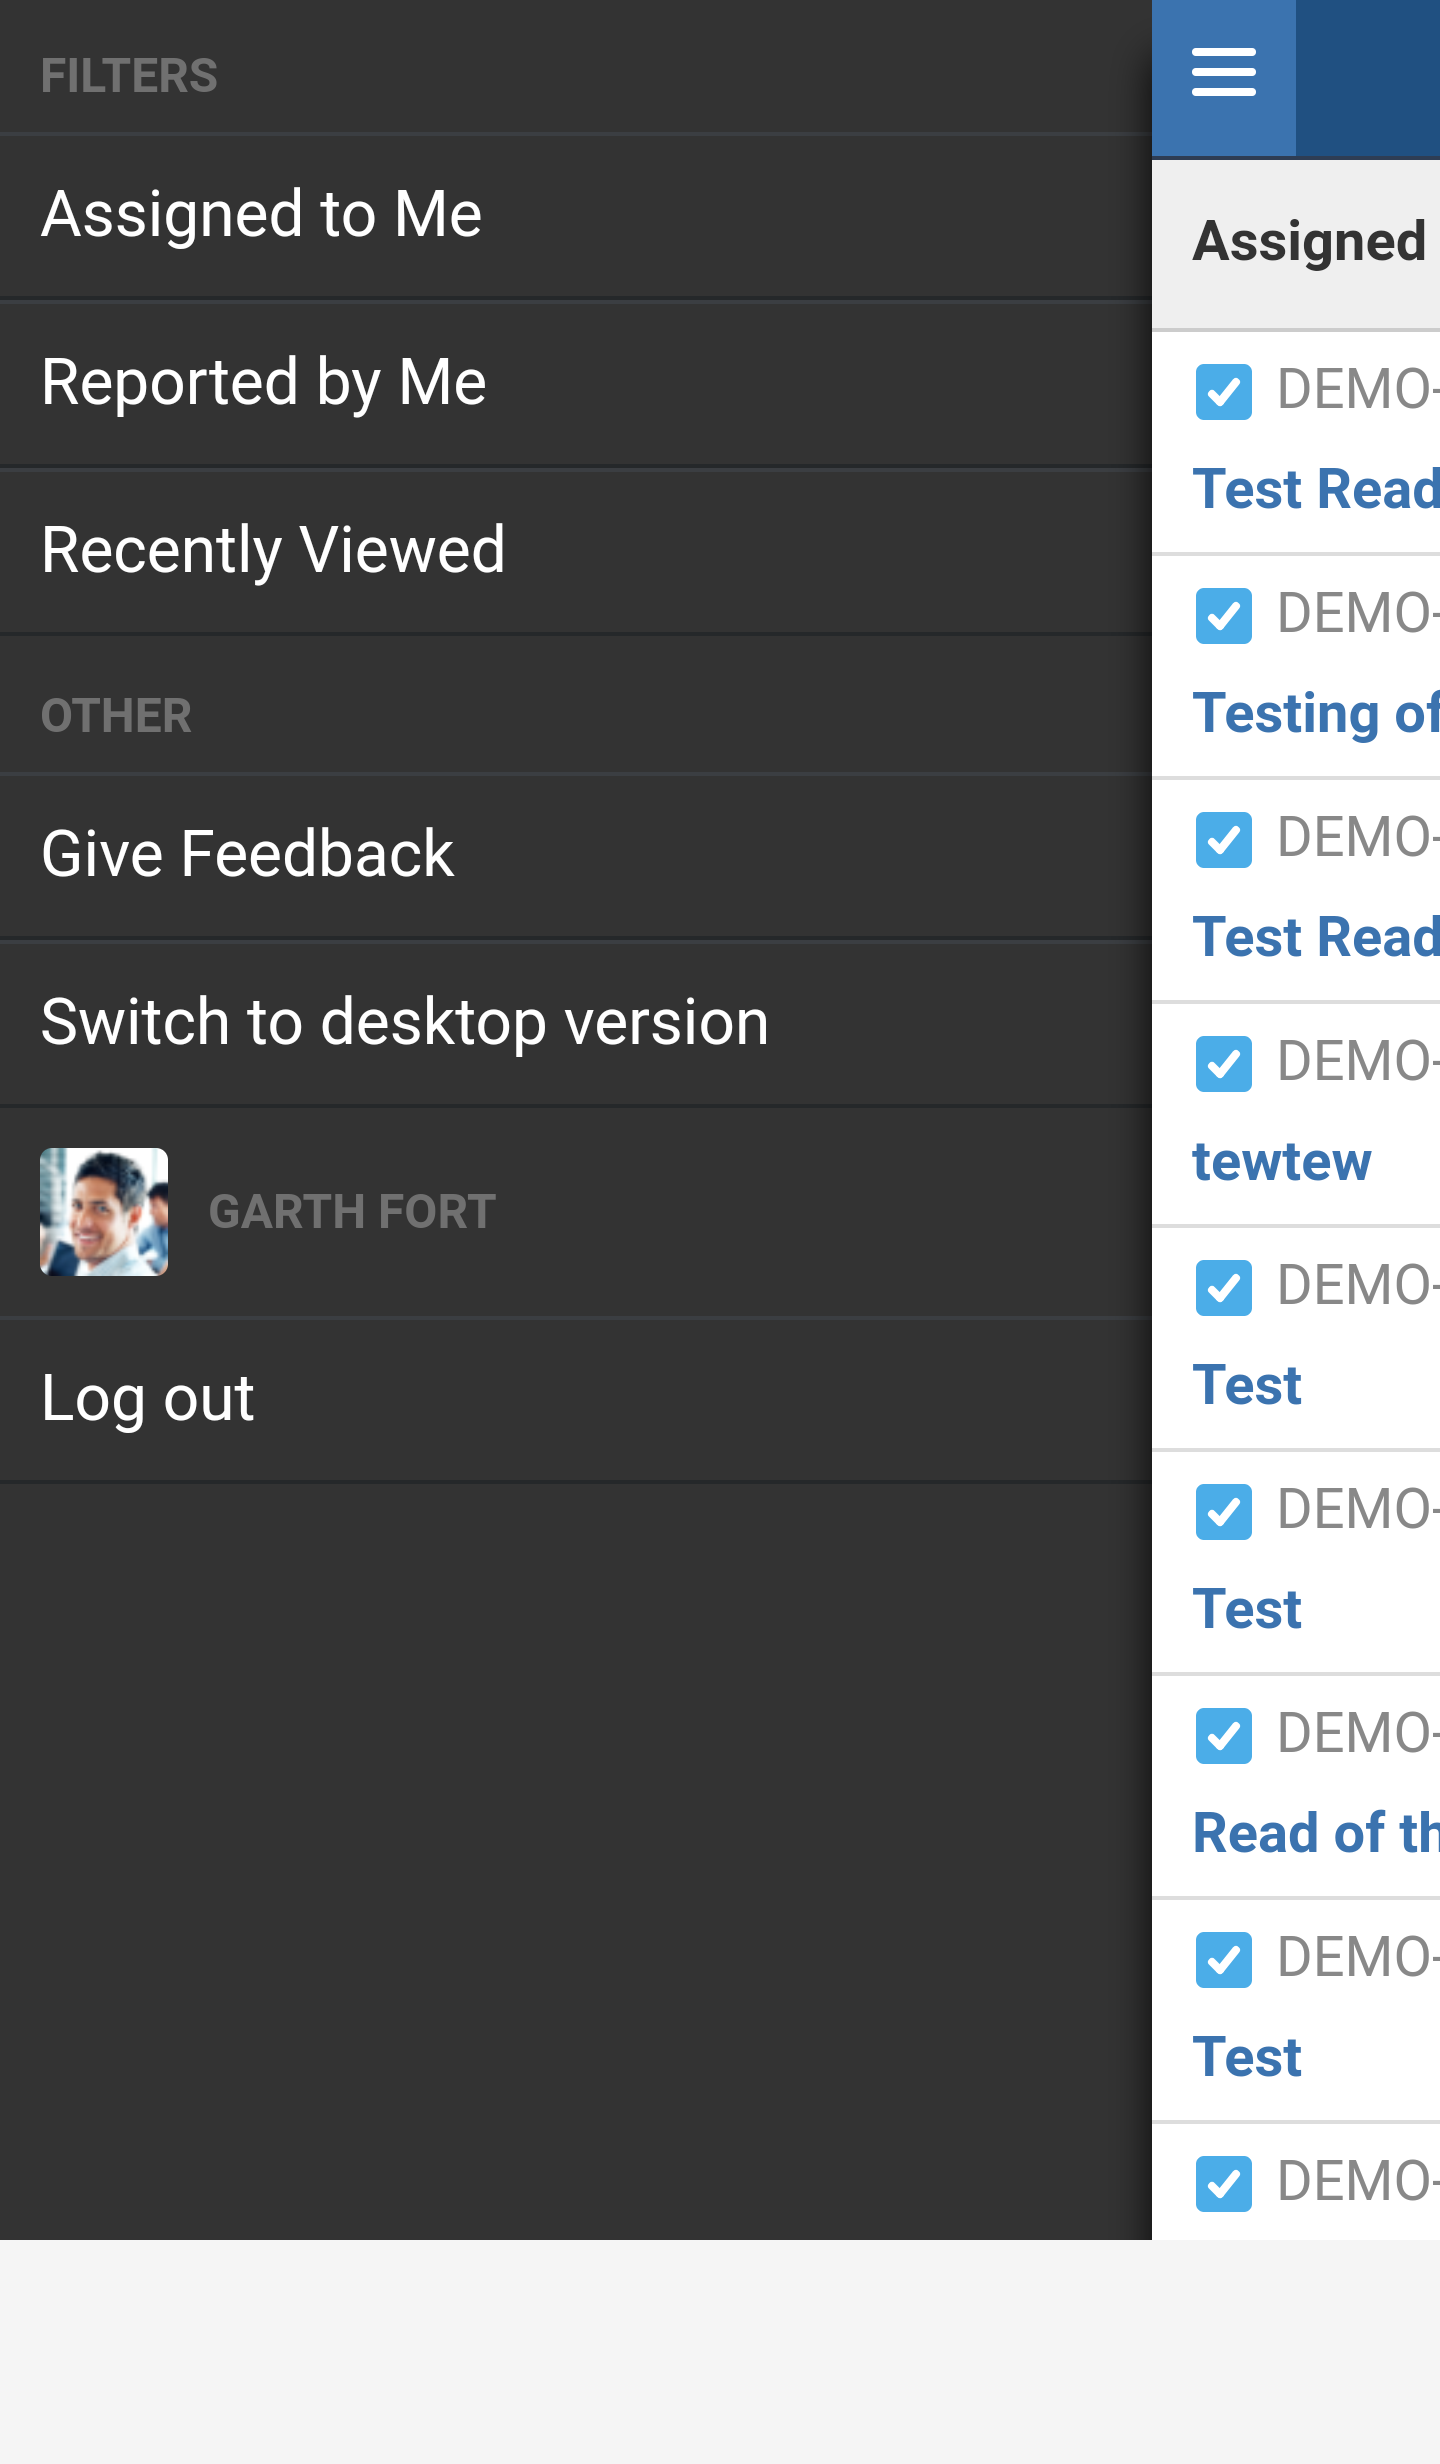 FILTERS
Assigned to Me
Reported by Me
Recently Viewed
OTHER
Give Feedback
Switch to desktop version
GARTH FORT
Log out
Assigned
DEMO-
Test Read
DEMO-
Testing of
DEMO-
Test Read
DEMO-
tewtew
DEMO-
Test
DEMO-
Test
DEMO-
Read of th
DEMO-
Test
DEMO-